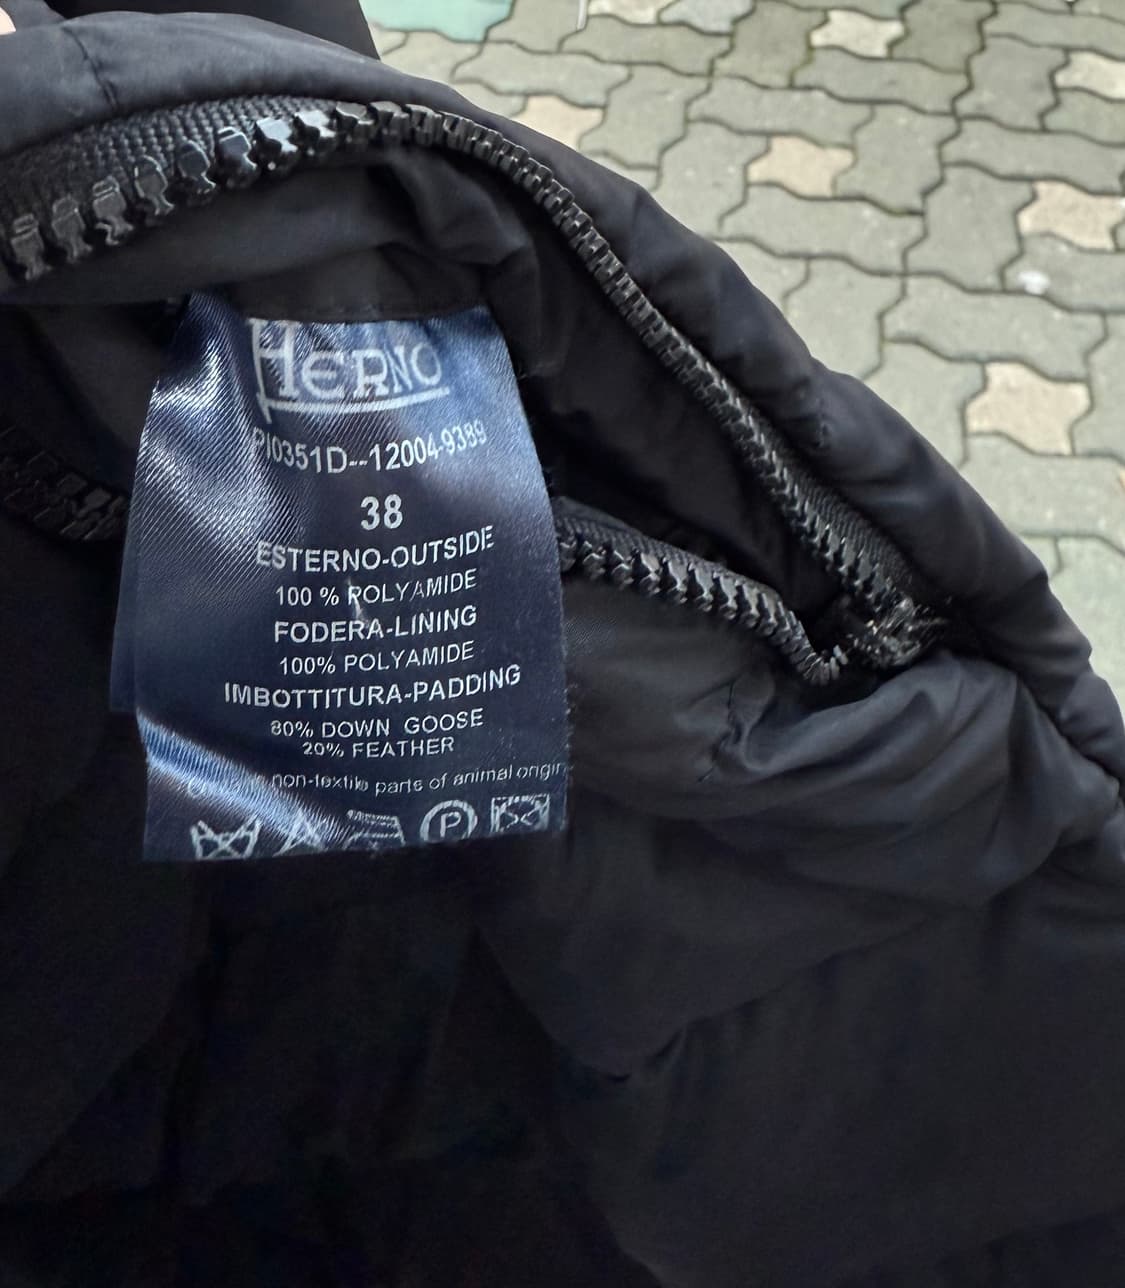 HERNO
PI0351D--12004-9389
38
ESTERNO-OUTSIDE
100 % POLYAMIDE
FODERA-LINING
100% POLYAMIDE
IMBOTTITURA-PADDING
80% DOWN GOOSE
20% FEATHER
non-textile parts of animal origin
P